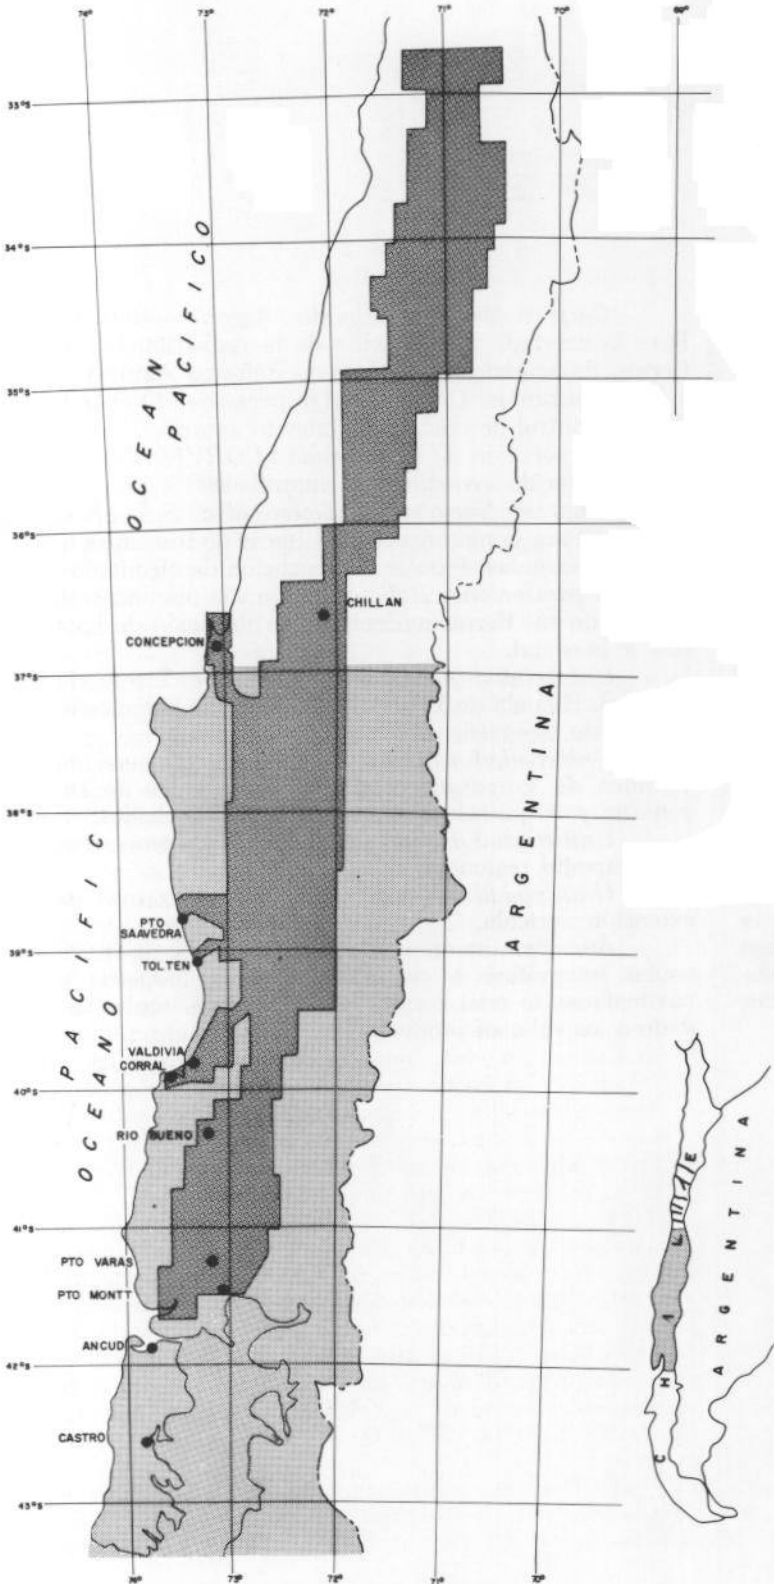 74° 73° 72° 71° 70° 69°
33°S
34°S
35°S
36°S
37°S
38°S
39°S
40°S
41°S
42°S
43°S
OCEAN
PACIFICO
CHILLAN
CONCEPCION
ARGENTINA
PACIFIC
OCEANO
PTO
SAAVEDRA
TOLTEN
VALDIVIA
CORRAL
RIO BUENO
PTO VARAS
PTO MONTT
ANCUD
CASTRO
ARGENTINA
CHILE
73° 72° 71° 70°